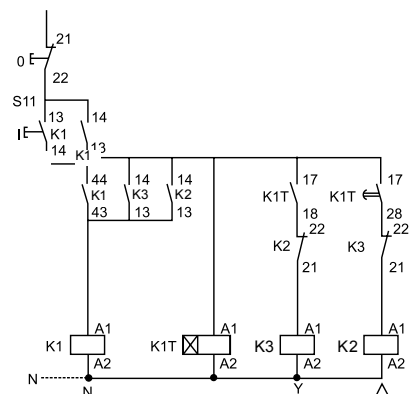 21
0 E
22
S11
13 14
I E K1
14 K1 13
44 14 14 17 17
K1 K3 K2 K1T K1T
43 13 13 18 28
22 22
K2 K3
21 21
A1 A1 A1 A1
K1 K1T K3 K2
A2 A2 A2 A2
N N Y